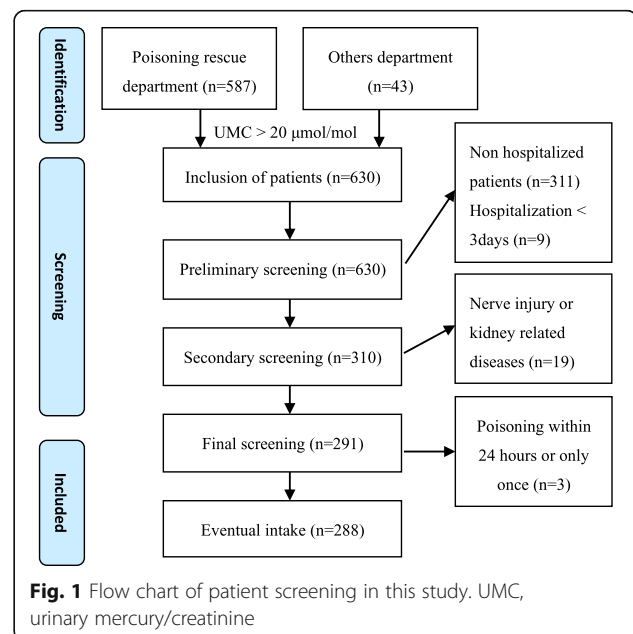 Identification
Poisoning rescue
department (n=587)
Others department
(n=43)
UMC > 20 μmol/mol
Inclusion of patients (n=630)
Non hospitalized
patients (n=311)
Hospitalization <
3days (n=9)
Screening
Preliminary screening (n=630)
Nerve injury or
kidney related
diseases (n=19)
Secondary screening (n=310)
Final screening (n=291)
Poisoning within
24 hours or only
once (n=3)
Included
Eventual intake (n=288)
Fig. 1 Flow chart of patient screening in this study. UMC,
urinary mercury/creatinine